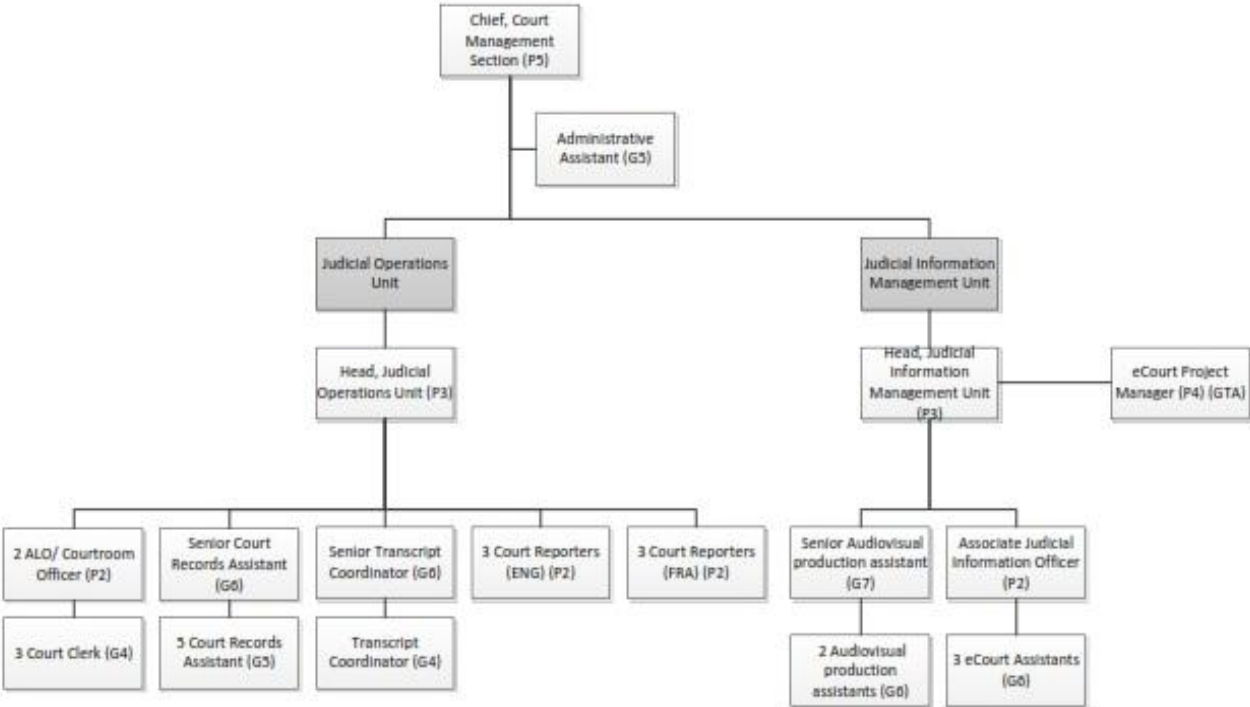 Chief, Court
Management
Section (P5)
Administrative
Assistant (G5)
Judicial Operations
Unit
Judicial Information
Management Unit
Head, Judicial
Operations Unit (P3)
Head, Judicial
Information
Management Unit
(P3)
eCourt Project
Manager (P4) (GTA)
2 ALO/ Courtroom
Officer (P2)
Senior Court
Records Assistant
(G6)
Senior Transcript
Coordinator (G6)
3 Court Reporters
(ENG) (P2)
3 Court Reporters
(FRA) (P2)
Senior Audiovisual
production assistant
(G7)
Associate Judicial
Information Officer
(P2)
3 Court Clerk (G4)
5 Court Records
Assistant (G5)
Transcript
Coordinator (G4)
2 Audiovisual
production
assistants (G6)
3 eCourt Assistants
(G6)